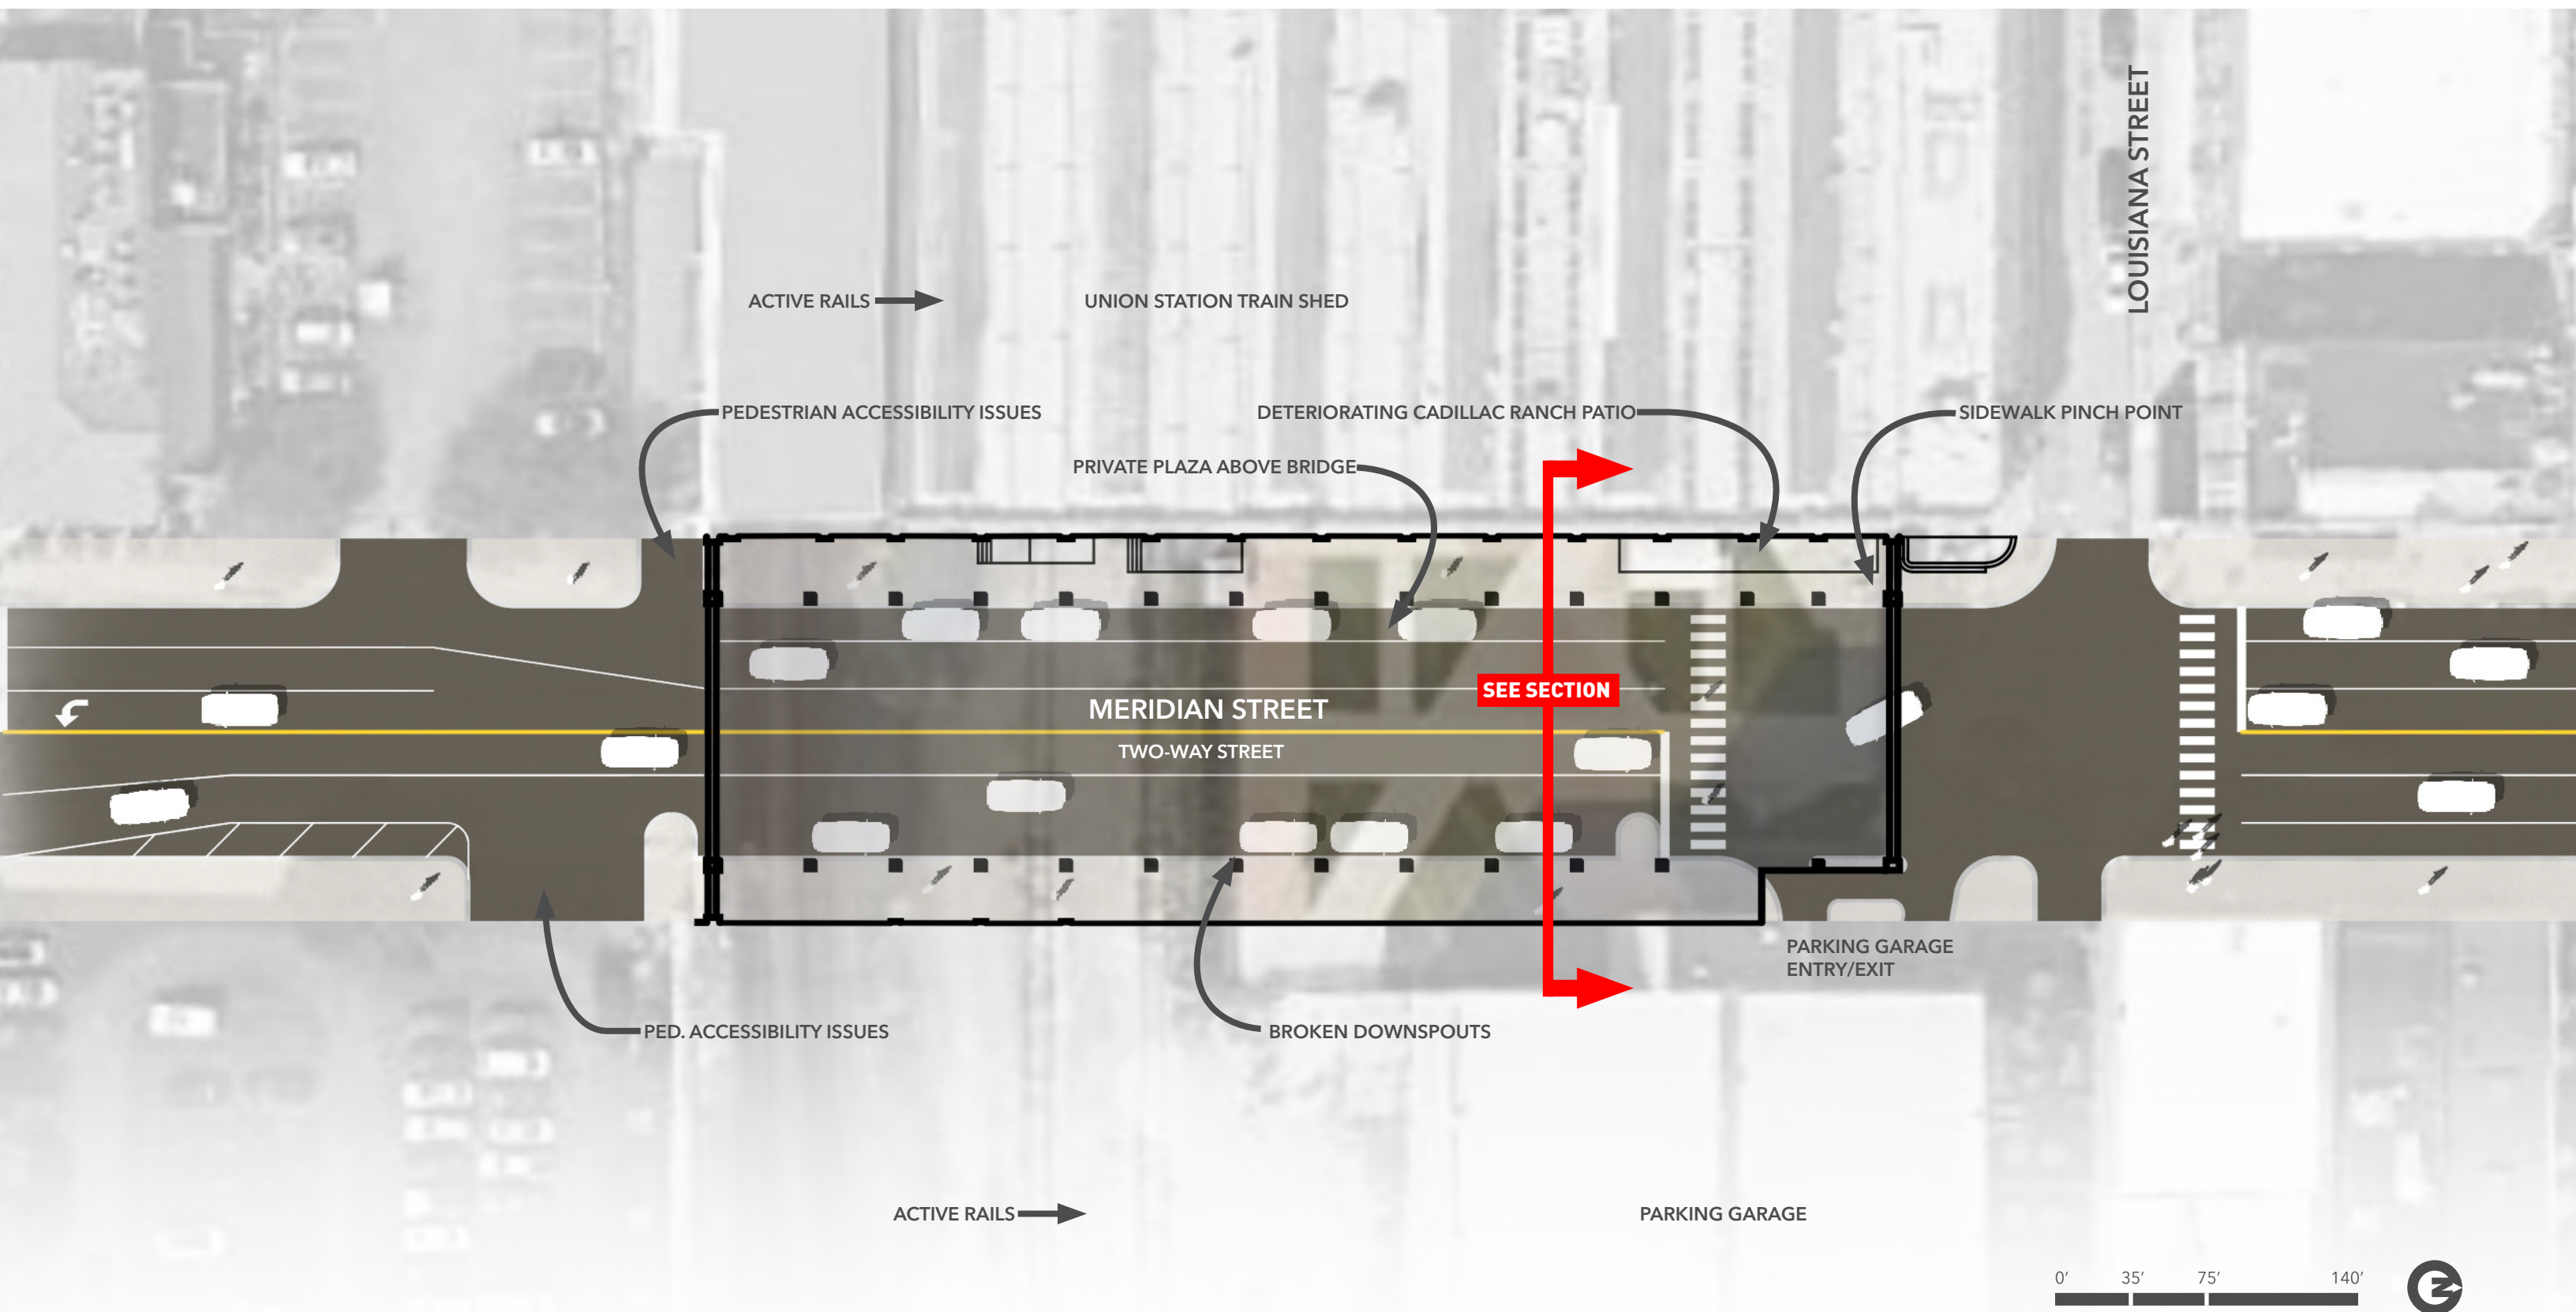 LOUISIANA STREET
ACTIVE RAILS
UNION STATION TRAIN SHED
PEDESTRIAN ACCESSIBILITY ISSUES
DETERIORATING CADILLAC RANCH PATIO
SIDEWALK PINCH POINT
PRIVATE PLAZA ABOVE BRIDGE
SEE SECTION
MERIDIAN STREET
TWO-WAY STREET
PARKING GARAGE
ENTRY/EXIT
PED. ACCESSIBILITY ISSUES
BROKEN DOWNSPOUTS
ACTIVE RAILS
PARKING GARAGE
0' 35' 75' 140'
N